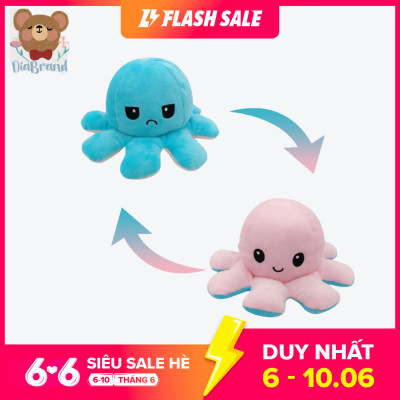 FLASH SALE
DiaBrand
6.6 SIÊU SALE HÈ
6-10 THÁNG 6
DUY NHẤT
6 - 10.06